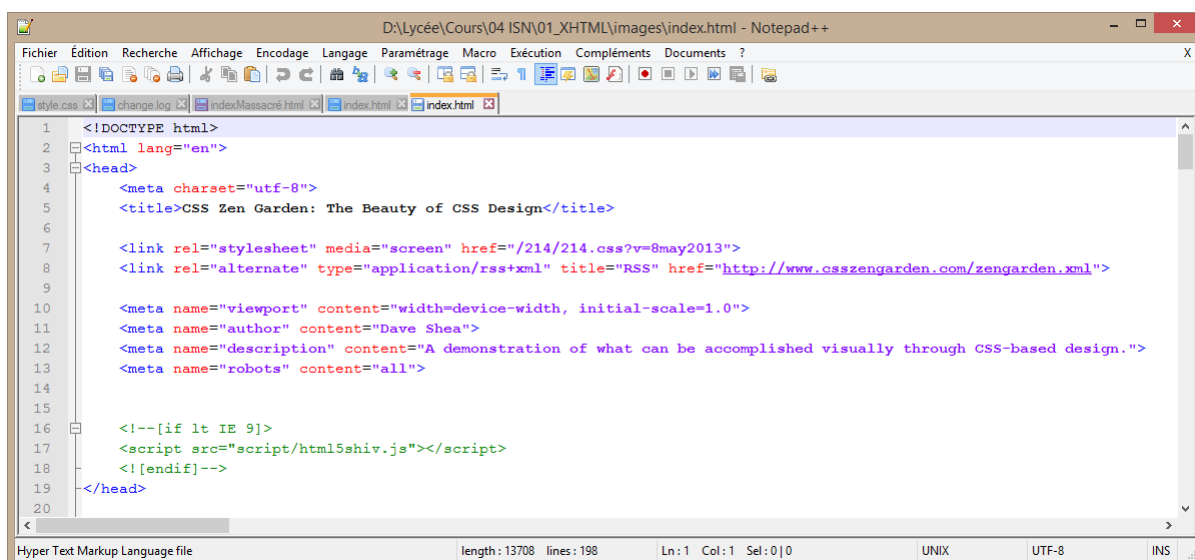 D:\Lycée\Cours\04 ISN\01_XHTML\images\index.html - Notepad++
Fichier Édition Recherche Affichage Encodage Langage Paramétrage Macro Exécution Compléments Documents ? X
style.css change.log indexMassacré.html index.html index.html
1 <!DOCTYPE html>
2 <html lang="en">
3 <head>
4 <meta charset="utf-8">
5 <title>CSS Zen Garden: The Beauty of CSS Design</title>
6
7 <link rel="stylesheet" media="screen" href="/214/214.css?v=8may2013">
8 <link rel="alternate" type="application/rss+xml" title="RSS" href="http://www.csszengarden.com/zengarden.xml">
9
10 <meta name="viewport" content="width=device-width, initial-scale=1.0">
11 <meta name="author" content="Dave Shea">
12 <meta name="description" content="A demonstration of what can be accomplished visually through CSS-based design.">
13 <meta name="robots" content="all">
14
15
16 <!--[if lt IE 9]>
17 <script src="script/html5shiv.js"></script>
18 <![endif]-->
19 </head>
20
Hyper Text Markup Language file length : 13708 lines : 198 Ln : 1 Col : 1 Sel : 0 | 0 UNIX UTF-8 INS